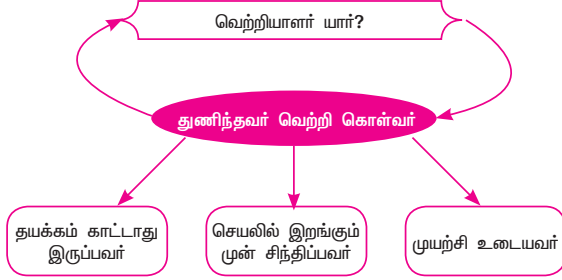 வெற்றியாளர் யார்?
துணிந்தவர் வெற்றி கொள்வர்
தயக்கம் காட்டாது
இருப்பவர்
செயலில் இறங்கும்
முன் சிந்திப்பவர்
முயற்சி உடையவர்